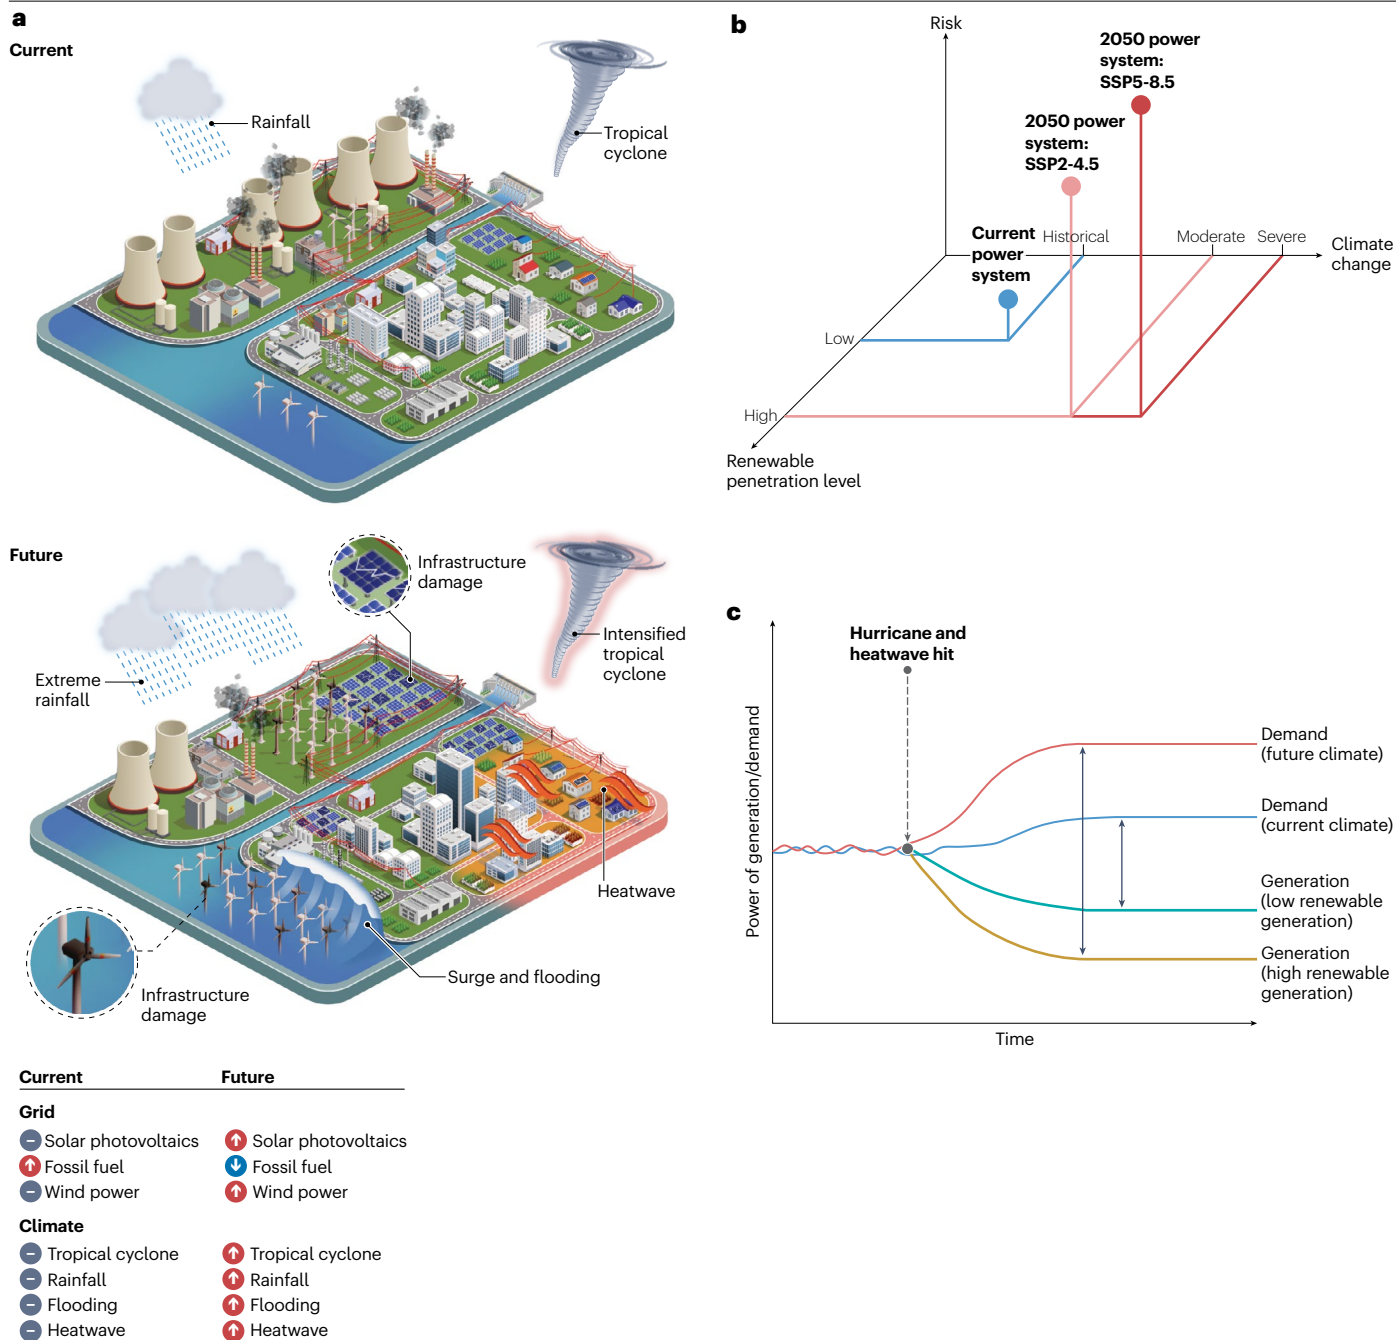 a
Current
Rainfall
Tropical
cyclone
Future
Infrastructure
damage
Intensified
tropical
cyclone
Extreme
rainfall
Heatwave
Surge and flooding
Infrastructure
damage
Current Future
Grid
Solar photovoltaics Solar photovoltaics
Fossil fuel Fossil fuel
Wind power Wind power
Climate
Tropical cyclone Tropical cyclone
Rainfall Rainfall
Flooding Flooding
Heatwave Heatwave
b
Risk
2050 power
system:
SSP5-8.5
2050 power
system:
SSP2-4.5
Current
power
system
Historical
Moderate
Severe
Climate
change
Low
High
Renewable
penetration level
c
Hurricane and
heatwave hit
Power of generation/demand
Demand
(future climate)
Demand
(current climate)
Generation
(low renewable
generation)
Generation
(high renewable
generation)
Time